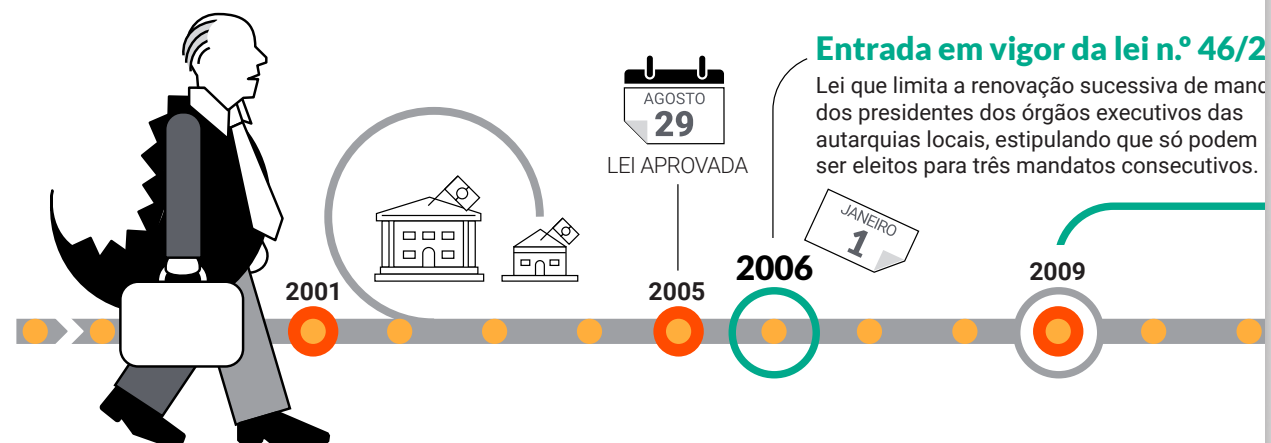 Entrada em vigor da lei n.º 46/2
Lei que limita a renovação sucessiva de
dos presidentes dos órgãos executivos das
autarquias locais, estipulando que só podem
ser eleitos para três mandatos consecutivos.
AGOSTO
29
LEI APROVADA
JANEIRO
1
2001
2005
2006
2009